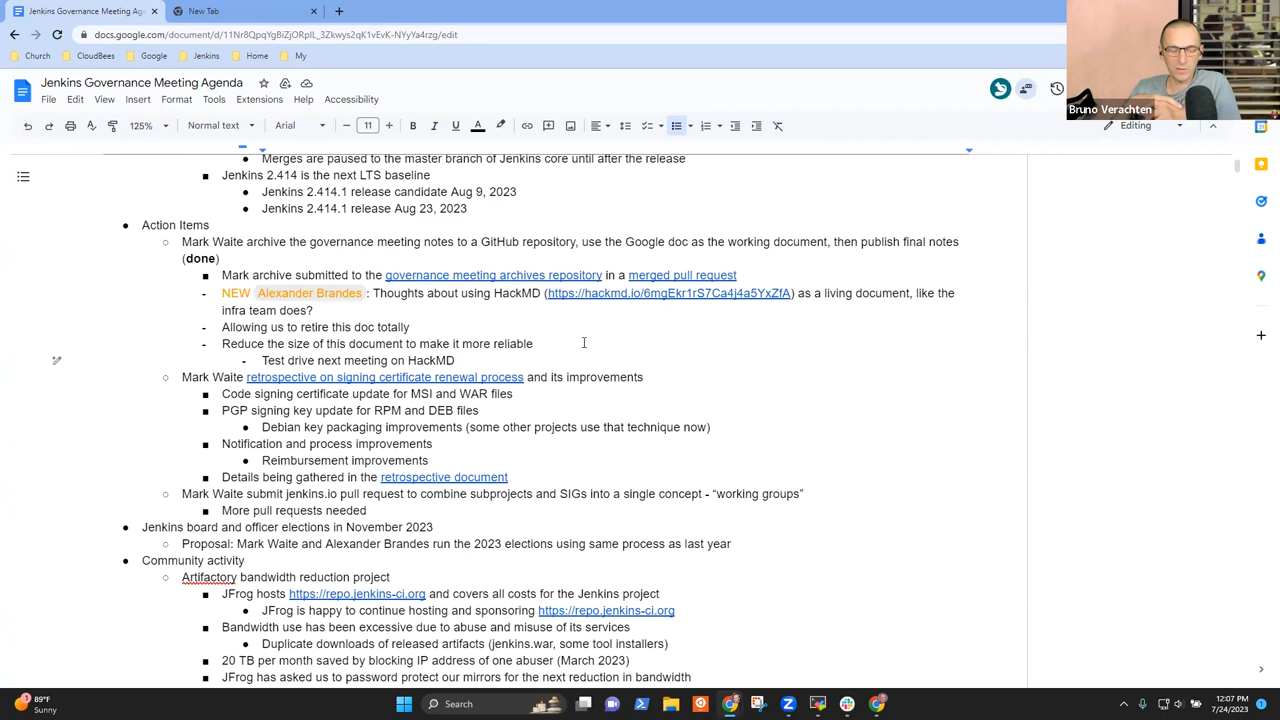 Jenkins Governance Meeting Age
New Tab
docs.google.com/document/d/11Nr8QpqYgBiZjORpIL_3Zkwys2qK1vEvK-NYyYa4rzg/edit
Church
CloudBees
Google
Jenkins
Home
My
Jenkins Governance Meeting Agenda
File Edit View Insert Format Tools Extensions Help Accessibility
125% Normal text Arial 11 B U A Editing
Bruno Verachten
Merges are paused to the master branch of Jenkins core until after the release
Jenkins 2.414 is the next LTS baseline
Jenkins 2.414.1 release candidate Aug 9, 2023
Jenkins 2.414.1 release Aug 23, 2023
Action Items
Mark Waite archive the governance meeting notes to a GitHub repository, use the Google doc as the working document, then publish final notes
(done)
Mark archive submitted to the governance meeting archives repository in a merged pull request
- NEW Alexander Brandes : Thoughts about using HackMD (https://hackmd.io/6mgEkr1rS7Ca4j4a5YxZfA) as a living document, like the
infra team does?
- Allowing us to retire this doc totally
- Reduce the size of this document to make it more reliable
- Test drive next meeting on HackMD
Mark Waite retrospective on signing certificate renewal process and its improvements
Code signing certificate update for MSI and WAR files
PGP signing key update for RPM and DEB files
Debian key packaging improvements (some other projects use that technique now)
Notification and process improvements
Reimbursement improvements
Details being gathered in the retrospective document
Mark Waite submit jenkins.io pull request to combine subprojects and SIGs into a single concept - “working groups”
More pull requests needed
Jenkins board and officer elections in November 2023
Proposal: Mark Waite and Alexander Brandes run the 2023 elections using same process as last year
Community activity
Artifactory bandwidth reduction project
JFrog hosts https://repo.jenkins-ci.org and covers all costs for the Jenkins project
JFrog is happy to continue hosting and sponsoring https://repo.jenkins-ci.org
Bandwidth use has been excessive due to abuse and misuse of its services
Duplicate downloads of released artifacts (jenkins.war, some tool installers)
20 TB per month saved by blocking IP address of one abuser (March 2023)
JFrog has asked us to password protect our mirrors for the next reduction in bandwidth
89°F
Sunny
Search
12:07 PM
7/24/2023